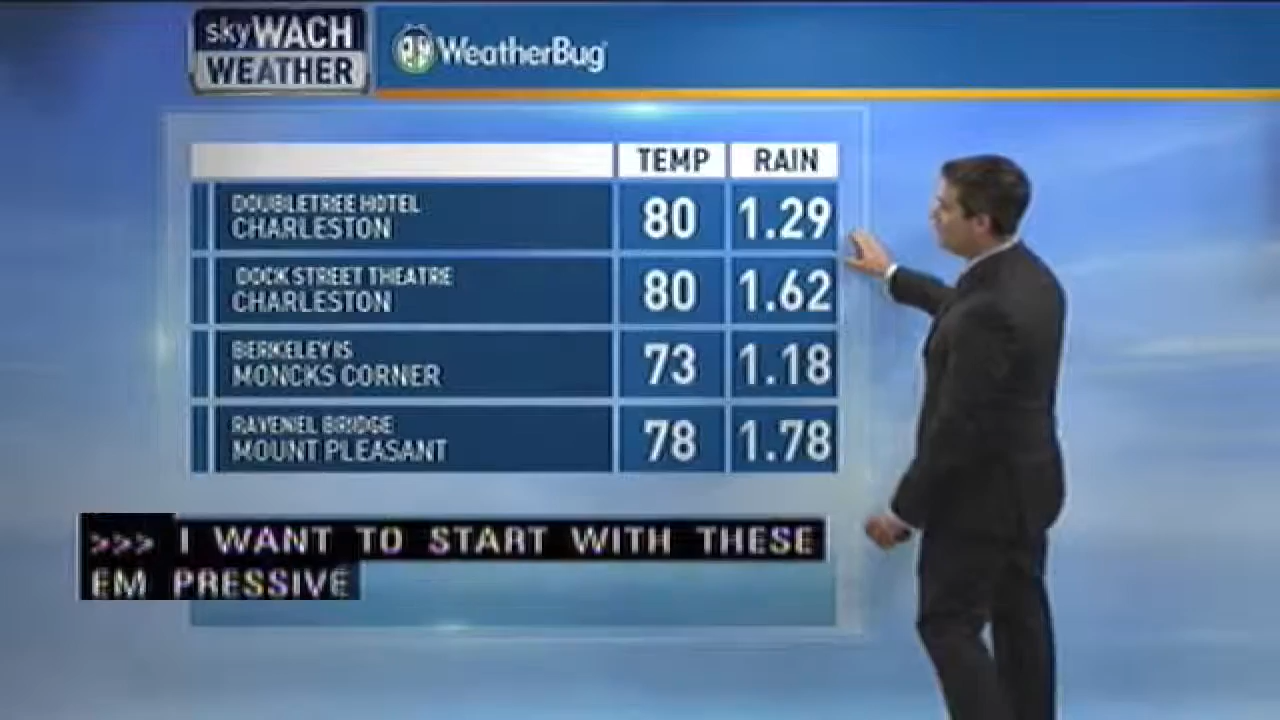 skyWACH
WEATHER
WeatherBug
TEMP RAIN
DOUBLETREE HOTEL
CHARLESTON
80 1.29
DOCK STREET THEATRE
CHARLESTON
80 1.62
BERKELEY IS
MONCKS CORNER
73 1.18
RAVENEL BRIDGE
MOUNT PLEASANT
78 1.78
>>> I WANT TO START WITH THESE
EM PRESSIVE